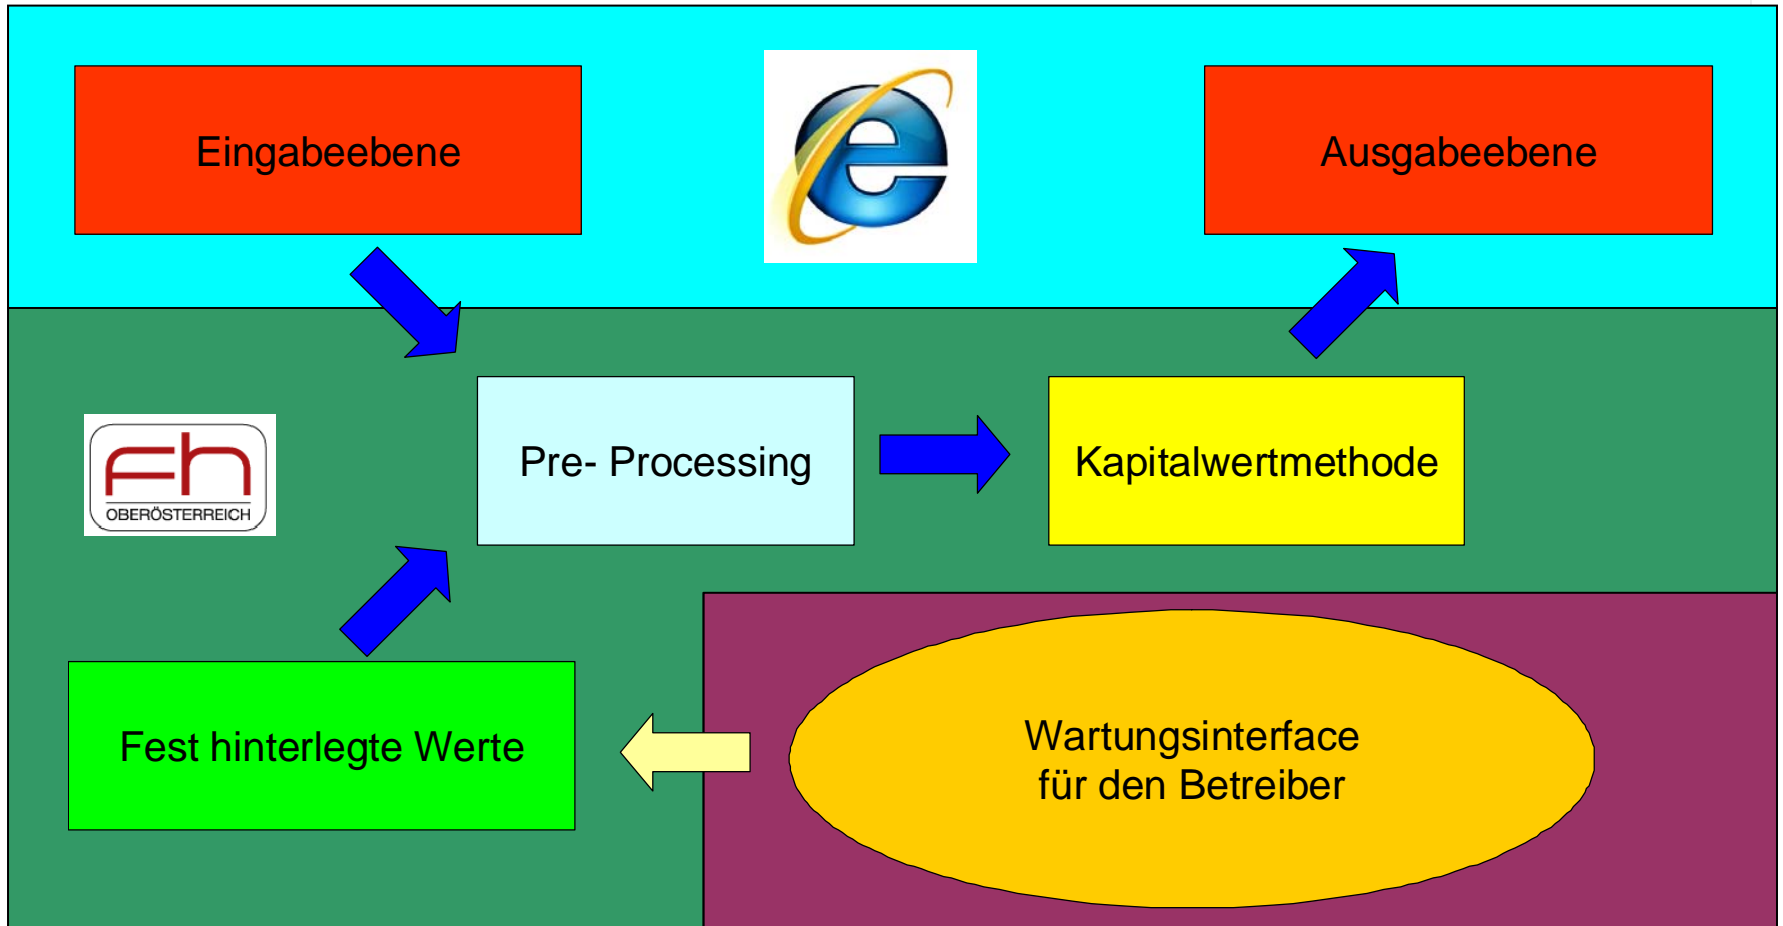 Eingabeebene
Ausgabeebene
fh
OBERÖSTERREICH
Pre- Processing
Kapitalwertmethode
Fest hinterlegte Werte
Wartungsinterface
für den Betreiber